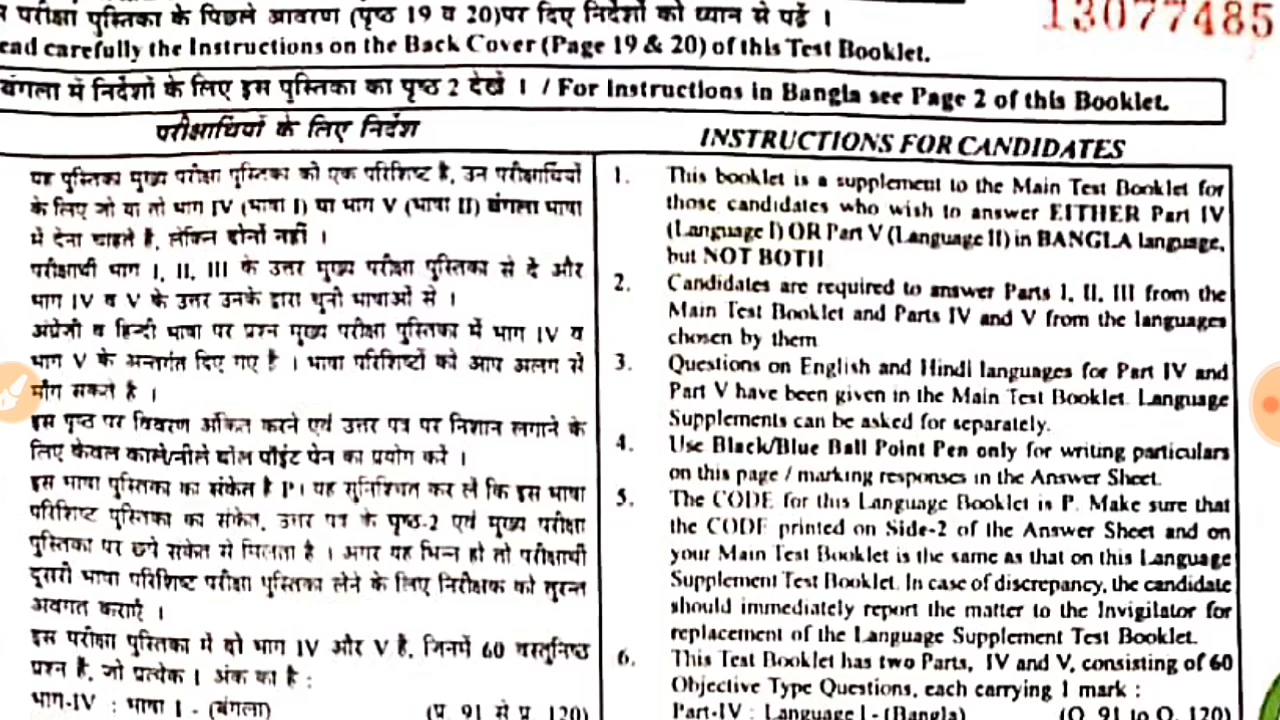 परीक्षा पुस्तिका के पिछले आवरण (पृष्ठ 19 व 20)पर दिए निर्देशों को ध्यान से पढ़ें ।
13077485
ead carefully the Instructions on the Back Cover (Page 19 & 20) of this Test Booklet.
बंगला में निर्देशों के लिए इस पुस्तिका का पृष्ठ 2 देखें । / For Instructions in Bangla see Page 2 of this Booklet.
परीक्षार्थियों के लिए निर्देश
यह पुस्तिका मुख्य परीक्षा पुस्तिका की एक परिशिष्ट है, उन परीक्षार्थियों
के लिए जो या तो भाग IV (भाषा I) या भाग V (भाषा II) बंगला भाषा
में देना चाहते हैं, लेकिन दोनों नहीं ।
परीक्षार्थी भाग I, II, III के उत्तर मुख्य परीक्षा पुस्तिका से दें और
भाग IV व V के उत्तर उनके द्वारा चुनी भाषाओं से ।
अंग्रेजी व हिन्दी भाषा पर प्रश्न मुख्य परीक्षा पुस्तिका में भाग IV व
भाग V के अन्तर्गत दिए गए हैं । भाषा परिशिष्टों को आप अलग से
माँग सकते हैं ।
इस पृष्ठ पर विवरण अंकित करने एवं उत्तर पत्र पर निशान लगाने के
लिए केवल काले/नीले बॉल पॉइंट पेन का प्रयोग करें ।
इस भाषा पुस्तिका का संकेत है P। यह सुनिश्चित कर लें कि इस भाषा
परिशिष्ट पुस्तिका का संकेत, उत्तर पत्र के पृष्ठ-2 एवं मुख्य परीक्षा
पुस्तिका पर छपे संकेत से मिलता है । अगर यह भिन्न हो तो परीक्षार्थी
दूसरी भाषा परिशिष्ट परीक्षा पुस्तिका लेने के लिए निरीक्षक को तुरन्त
अवगत कराएँ ।
इस परीक्षा पुस्तिका में दो भाग IV और V हैं, जिनमें 60 वस्तुनिष्ठ
प्रश्न हैं, जो प्रत्येक 1 अंक का है :
भाग-IV : भाषा I - (बंगला) (प्र. 91 से प्र. 120)
INSTRUCTIONS FOR CANDIDATES
1. This booklet is a supplement to the Main Test Booklet for
those candidates who wish to answer EITHER Part IV
(Language I) OR Part V (Language II) in BANGLA language,
but NOT BOTH
2. Candidates are required to answer Parts I, II, III from the
Main Test Booklet and Parts IV and V from the languages
chosen by them
3. Questions on English and Hindi languages for Part IV and
Part V have been given in the Main Test Booklet. Language
Supplements can be asked for separately.
4. Use Black/Blue Ball Point Pen only for writing particulars
on this page / marking responses in the Answer Sheet.
5. The CODE for this Language Booklet is P. Make sure that
the CODE printed on Side-2 of the Answer Sheet and on
your Main Test Booklet is the same as that on this Language
Supplement Test Booklet. In case of discrepancy, the candidate
should immediately report the matter to the Invigilator for
replacement of the Language Supplement Test Booklet.
6. This Test Booklet has two Parts, IV and V, consisting of 60
Objective Type Questions, each carrying 1 mark :
Part-IV : Language I - (Bangla) (Q. 91 to Q. 120)